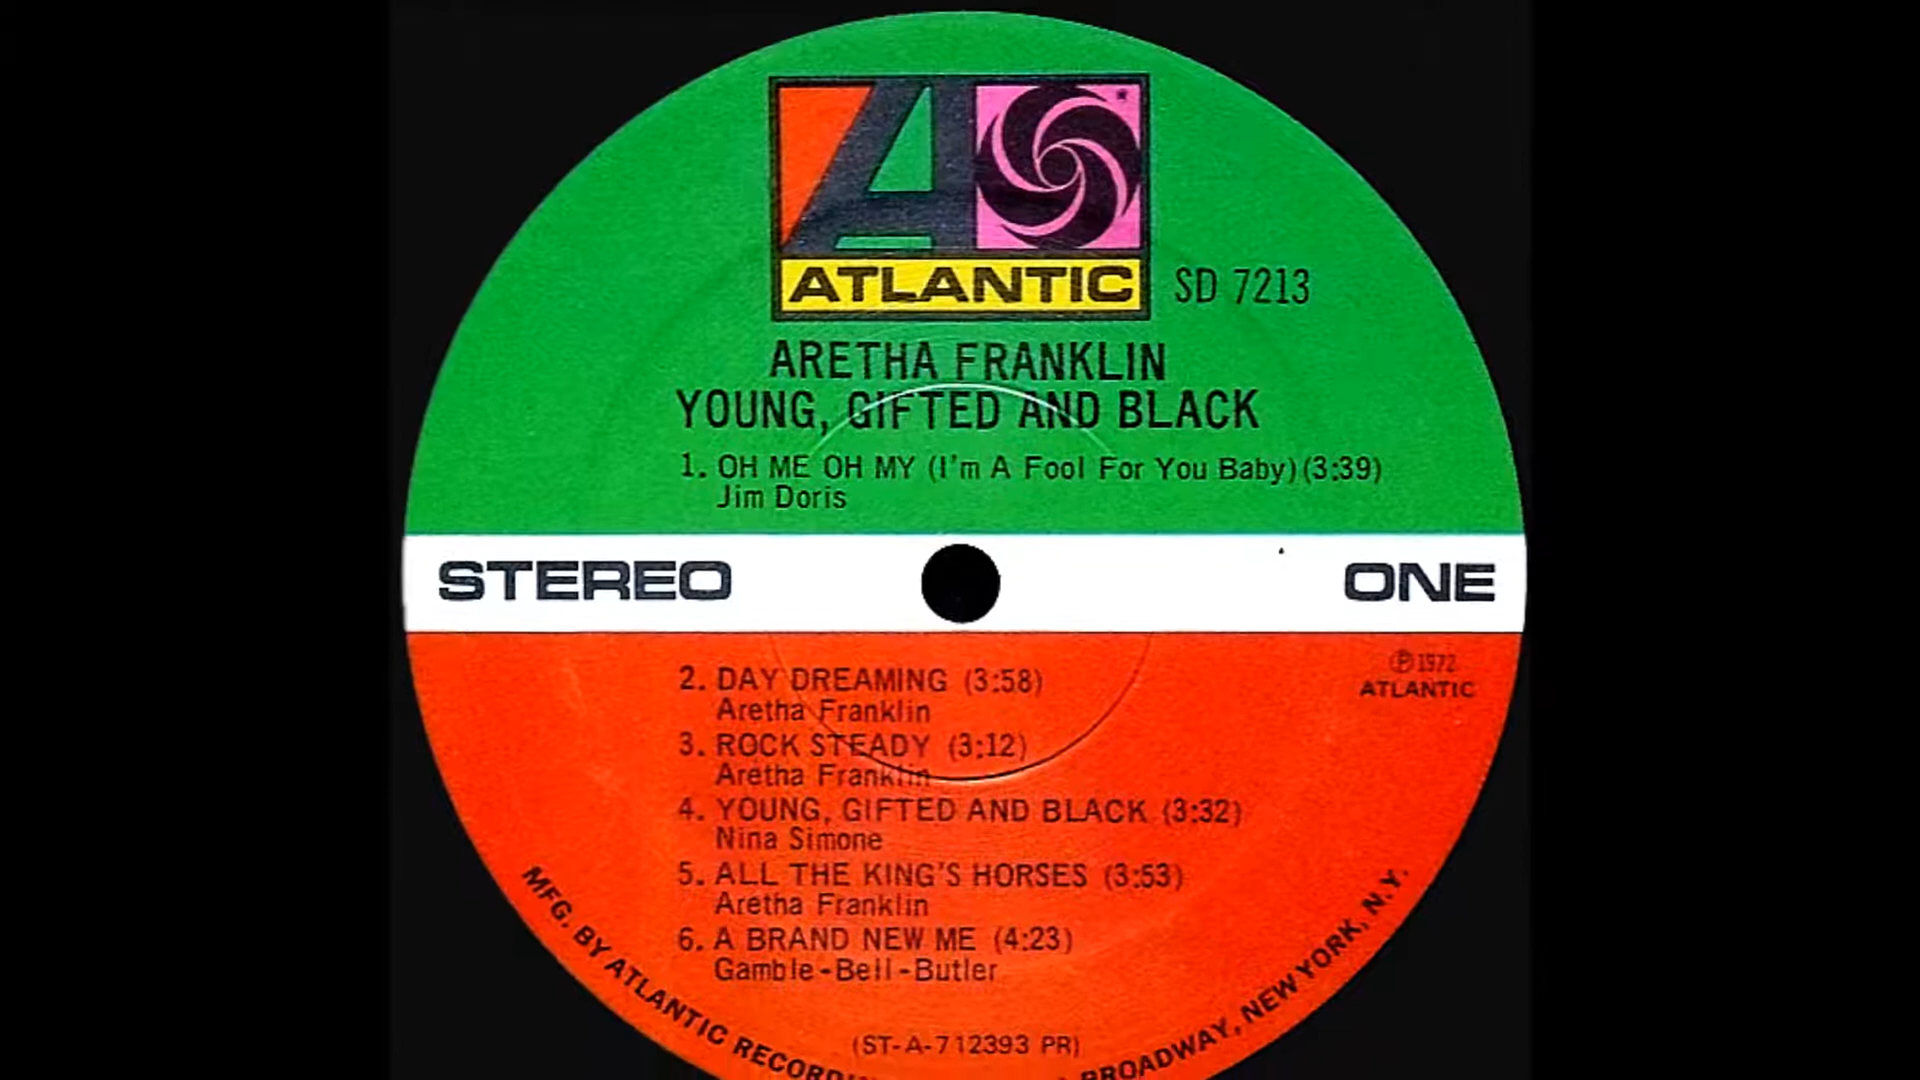 ATLANTIC
SD 7213
ARETHA FRANKLIN
YOUNG, GIFTED AND BLACK
1. OH ME OH MY (I'm A Fool For You Baby) (3:39)
Jim Doris
STEREO
ONE
℗ 1972
ATLANTIC
2. DAY DREAMING (3:58)
Aretha Franklin
3. ROCK STEADY (3:12)
Aretha Franklin
4. YOUNG, GIFTED AND BLACK (3:32)
Nina Simone
5. ALL THE KING'S HORSES (3:53)
Aretha Franklin
6. A BRAND NEW ME (4:23)
Gamble-Bell-Butler
(ST-A-712393 PR)
MFG. BY ATLANTIC BROADWAY, NEW YORK, N.Y.